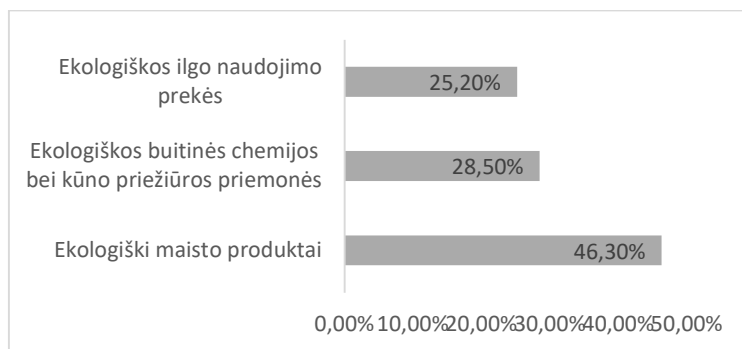 Ekologiškos ilgo naudojimo
prekės
25,20%
Ekologiškos buitinės chemijos
bei kūno priežiūros priemonės
28,50%
Ekologiški maisto produktai
46,30%
0,00% 10,00% 20,00% 30,00% 40,00% 50,00%